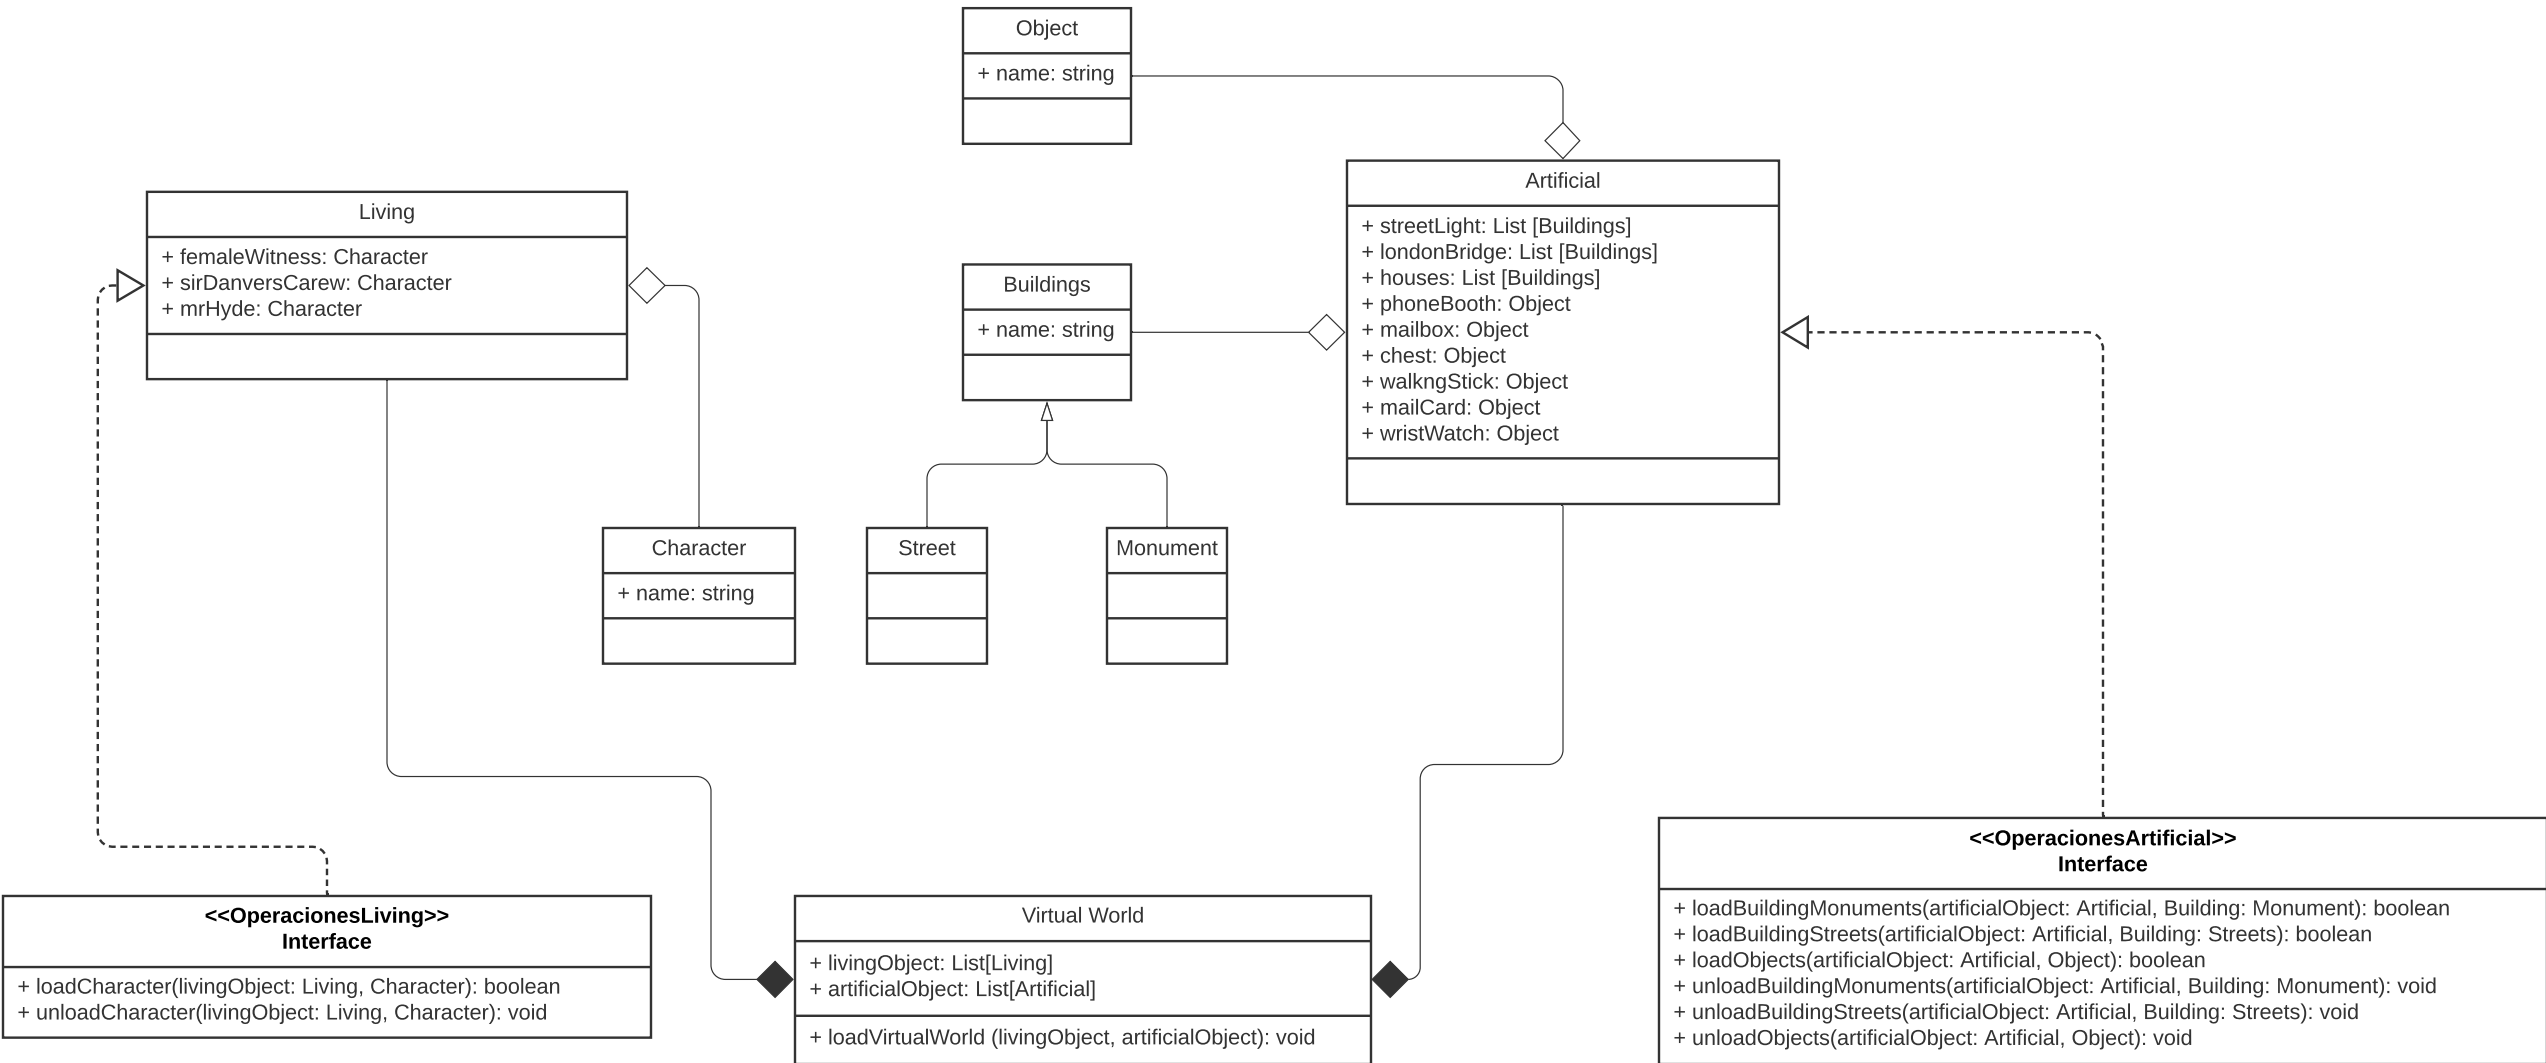 Object
+ name: string
Living
+ femaleWitness: Character
+ sirDanversCarew: Character
+ mrHyde: Character
Artificial
+ streetLight: List [Buildings]
+ londonBridge: List [Buildings]
+ houses: List [Buildings]
+ phoneBooth: Object
+ mailbox: Object
+ chest: Object
+ walkngStick: Object
+ mailCard: Object
+ wristWatch: Object
Buildings
+ name: string
Character
+ name: string
Street
Monument
<<OperacionesLiving>>
Interface
+ loadCharacter(livingObject: Living, Character): boolean
+ unloadCharacter(livingObject: Living, Character): void
Virtual World
+ livingObject: List[Living]
+ artificialObject: List[Artificial]
+ loadVirtualWorld (livingObject, artificialObject): void
<<OperacionesArtificial>>
Interface
+ loadBuildingMonuments(artificialObject: Artificial, Building: Monument): boolean
+ loadBuildingStreets(artificialObject: Artificial, Building: Streets): boolean
+ loadObjects(artificialObject: Artificial, Object): boolean
+ unloadBuildingMonuments(artificialObject: Artificial, Building: Monument): void
+ unloadBuildingStreets(artificialObject: Artificial, Building: Streets): void
+ unloadObjects(artificialObject: Artificial, Object): void